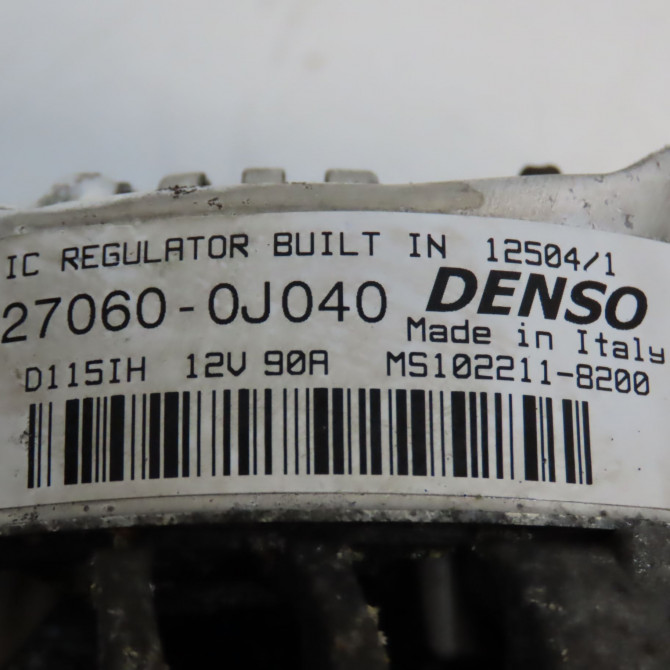 IC REGULATOR BUILT IN 12504/1
27060-0J040 DENSO
Made in Italy
D115IH 12V 90A MS102211-8200